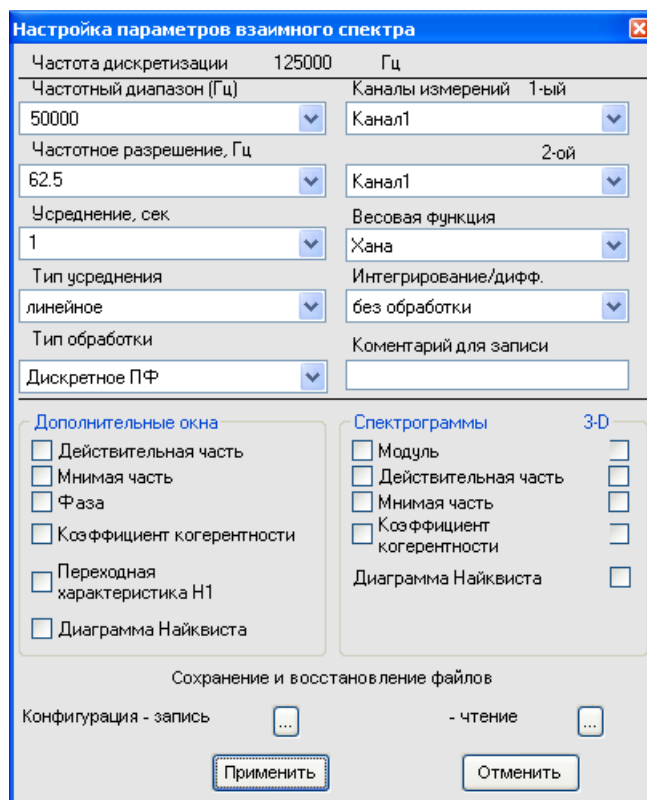 Настройка параметров взаимного спектра
Частота дискретизации 125000 Гц
Частотный диапазон (Гц) Каналы измерений 1-ый
50000 Канал1
Частотное разрешение, Гц 2-ой
62.5 Канал1
Усреднение, сек Весовая функция
1 Хана
Тип усреднения Интегрирование/дифф.
линейное без обработки
Тип обработки Коментарий для записи
Дискретное ПФ
Дополнительные окна
Действительная часть
Мнимая часть
Фаза
Коэффициент когерентности
Переходная
характеристика H1
Диаграмма Найквиста
Спектрограммы 3-D
Модуль
Действительная часть
Мнимая часть
Коэффициент
когерентности
Диаграмма Найквиста
Сохранение и восстановление файлов
Конфигурация - запись ... - чтение ...
Применить Отменить